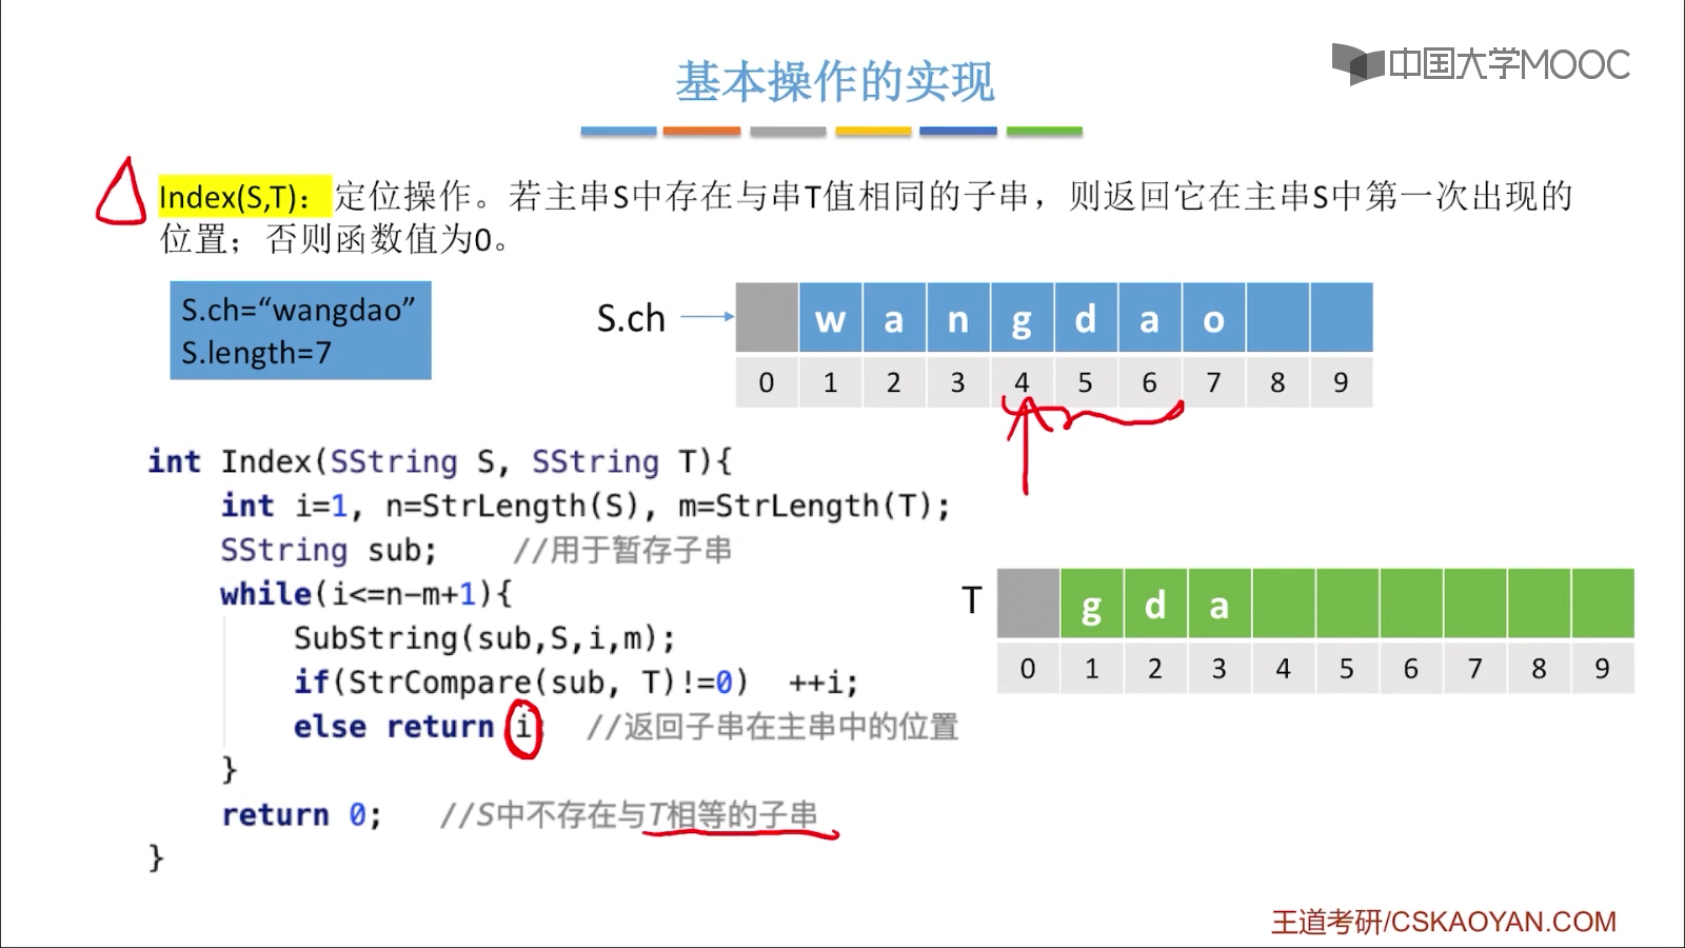 中国大学MOOC
基本操作的实现
Index(S,T)：定位操作。若主串S中存在与串T值相同的子串，则返回它在主串S中第一次出现的
位置；否则函数值为0。
S.ch=“wangdao”
S.length=7
S.ch
w a n g d a o
0 1 2 3 4 5 6 7 8 9
int Index(SString S, SString T){
int i=1, n=StrLength(S), m=StrLength(T);
SString sub; //用于暂存子串
while(i<=n-m+1){
SubString(sub,S,i,m);
if(StrCompare(sub, T)!=0) ++i;
else return i //返回子串在主串中的位置
}
return 0; //S中不存在与T相等的子串
}
T
g d a
0 1 2 3 4 5 6 7 8 9
王道考研/CSKAOYAN.COM